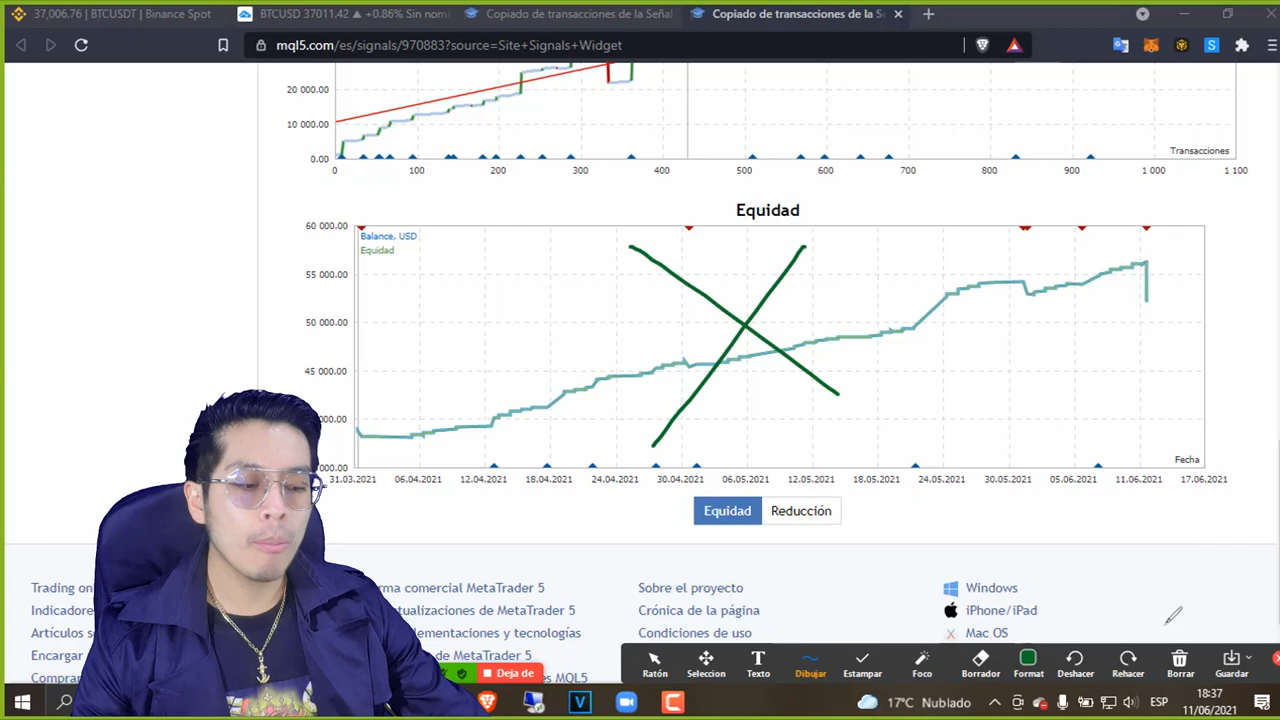 37,006.76 | BTCUSDT | Binance Spot
BTCUSD 37011.42 ▲ +0.86% Sin nom
Copiado de transacciones de la Señal
Copiado de transacciones de la Se
mql5.com/es/signals/970883?source=Site+Signals+Widget
20 000.00
10 000.00
0.00
Transacciones
0 100 200 300 400 500 600 700 800 900 1 000 1 100
Equidad
60 000.00
Balance, USD
Equidad
55 000.00
50 000.00
45 000.00
000.00
000.00
Fecha
31.03.2021 06.04.2021 12.04.2021 18.04.2021 24.04.2021 30.04.2021 06.05.2021 12.05.2021 18.05.2021 24.05.2021 30.05.2021 05.06.2021 11.06.2021 17.06.2021
Equidad Reducción
Trading on
rma comercial MetaTrader 5
Sobre el proyecto
Windows
Indicadore
ctualizaciones de MetaTrader 5
Crónica de la página
iPhone/iPad
Artículos s
lementaciones y tecnologías
Condiciones de uso
Mac OS
Encargar
de MetaTrader 5
Compra
s MQL5
Deja de
Ratón Selección Texto Dibujar Estampar Foco Borrador Format Deshacer Rehacer Borrar Guardar
17°C Nublado
ESP
18:37
11/06/2021